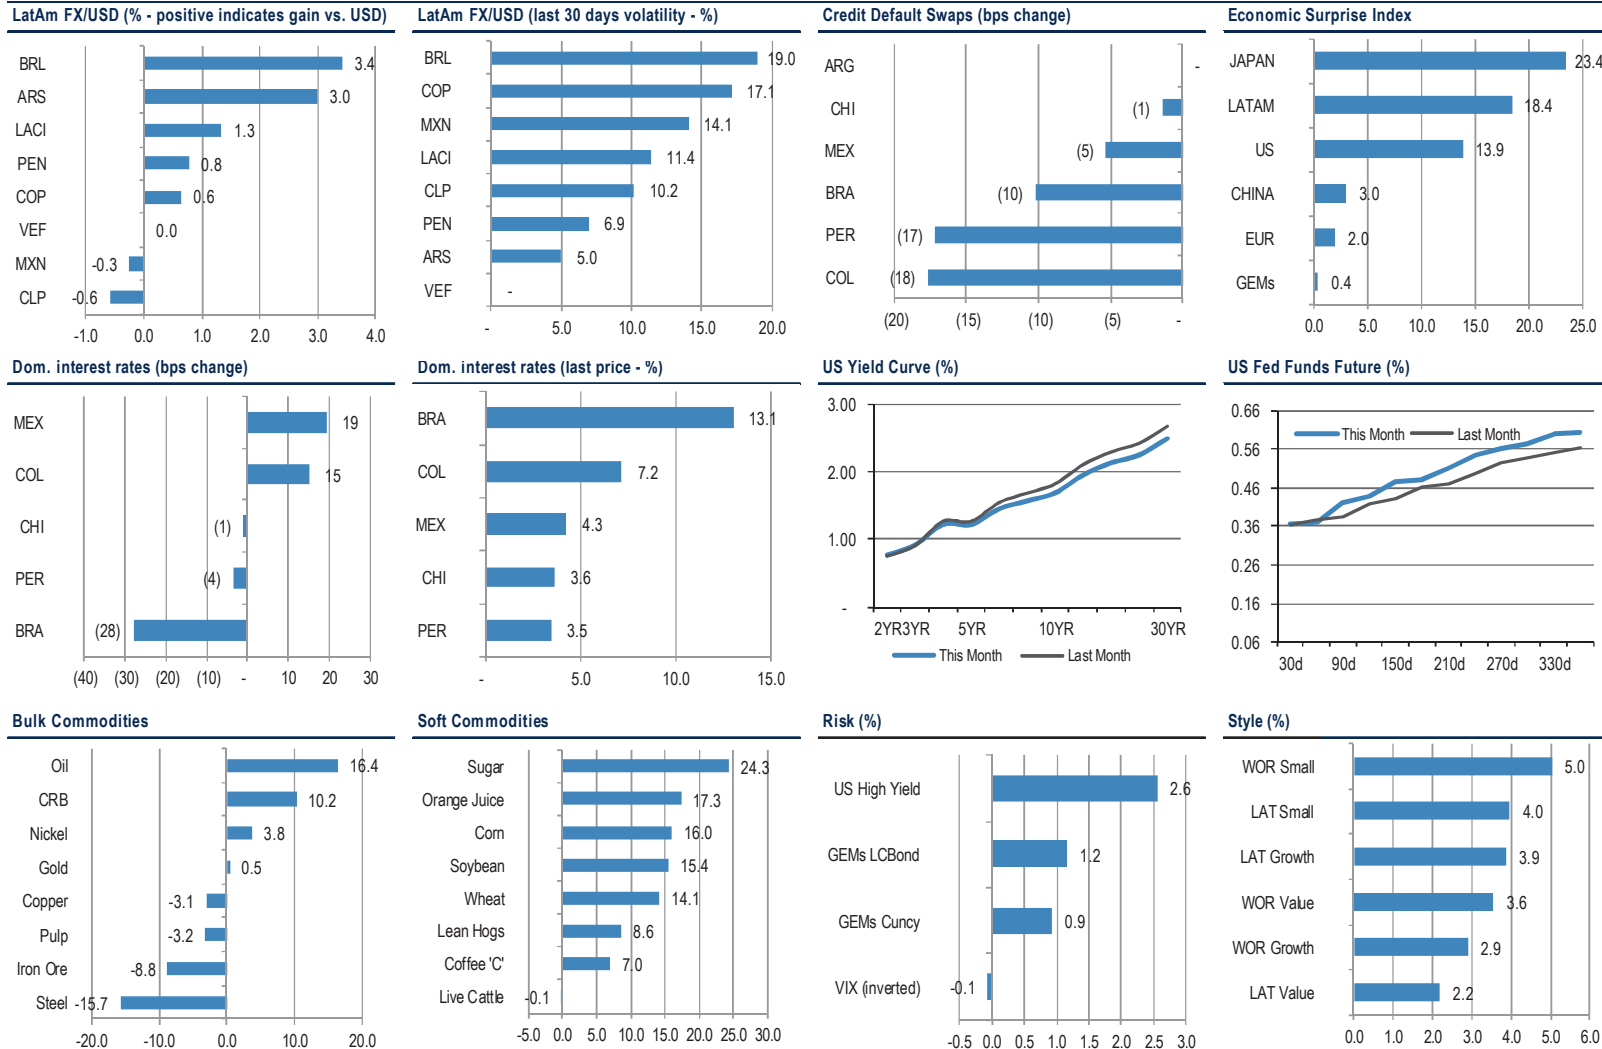 LatAm FX/USD (% - positive indicates gain vs. USD)
BRL 3.4
ARS 3.0
LACI 1.3
PEN 0.8
COP 0.6
VEF 0.0
MXN -0.3
CLP -0.6
-1.0 0.0 1.0 2.0 3.0 4.0
LatAm FX/USD (last 30 days volatility - %)
BRL 19.0
COP 17.1
MXN 14.1
LACI 11.4
CLP 10.2
PEN 6.9
ARS 5.0
VEF -
- 5.0 10.0 15.0 20.0
Credit Default Swaps (bps change)
ARG -
CHI (1)
MEX (5)
BRA (10)
PER (17)
COL (18)
(20) (15) (10) (5) -
Economic Surprise Index
JAPAN 23.4
LATAM 18.4
US 13.9
CHINA 3.0
EUR 2.0
GEMs 0.4
0.0 5.0 10.0 15.0 20.0 25.0
Dom. interest rates (bps change)
MEX 19
COL 15
CHI (1)
PER (4)
BRA (28)
(40) (30) (20) (10) - 10 20 30
Dom. interest rates (last price - %)
BRA 13.1
COL 7.2
MEX 4.3
CHI 3.6
PER 3.5
- 5.0 10.0 15.0
US Yield Curve (%)
3.00
2.00
1.00
-
2YR 3YR 5YR 10YR 30YR
This Month Last Month
US Fed Funds Future (%)
0.66
This Month Last Month
0.56
0.46
0.36
0.26
0.16
0.06
30d 90d 150d 210d 270d 330d
Bulk Commodities
Oil 16.4
CRB 10.2
Nickel 3.8
Gold 0.5
Copper -3.1
Pulp -3.2
Iron Ore -8.8
Steel -15.7
-20.0 -10.0 0.0 10.0 20.0
Soft Commodities
Sugar 24.3
Orange Juice 17.3
Corn 16.0
Soybean 15.4
Wheat 14.1
Lean Hogs 8.6
Coffee 'C' 7.0
Live Cattle -0.1
-5.0 0.0 5.0 10.0 15.0 20.0 25.0 30.0
Risk (%)
US High Yield 2.6
GEMs LCBond 1.2
GEMs Cuncy 0.9
VIX (inverted) -0.1
-0.5 0.0 0.5 1.0 1.5 2.0 2.5 3.0
Style (%)
WOR Small 5.0
LAT Small 4.0
LAT Growth 3.9
WOR Value 3.6
WOR Growth 2.9
LAT Value 2.2
0.0 1.0 2.0 3.0 4.0 5.0 6.0